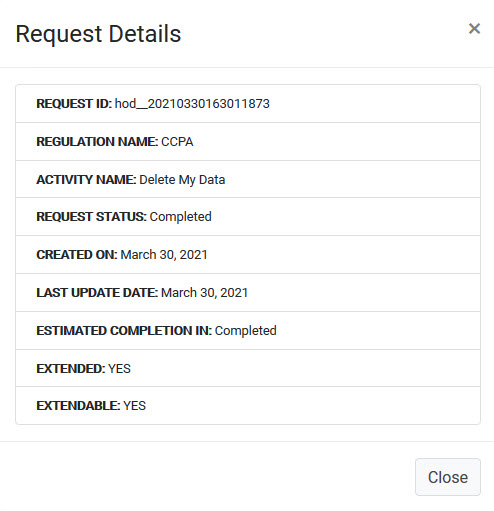 Request Details
×
REQUEST ID: hod__20210330163011873
REGULATION NAME: CCPA
ACTIVITY NAME: Delete My Data
REQUEST STATUS: Completed
CREATED ON: March 30, 2021
LAST UPDATE DATE: March 30, 2021
ESTIMATED COMPLETION IN: Completed
EXTENDED: YES
EXTENDABLE: YES
Close